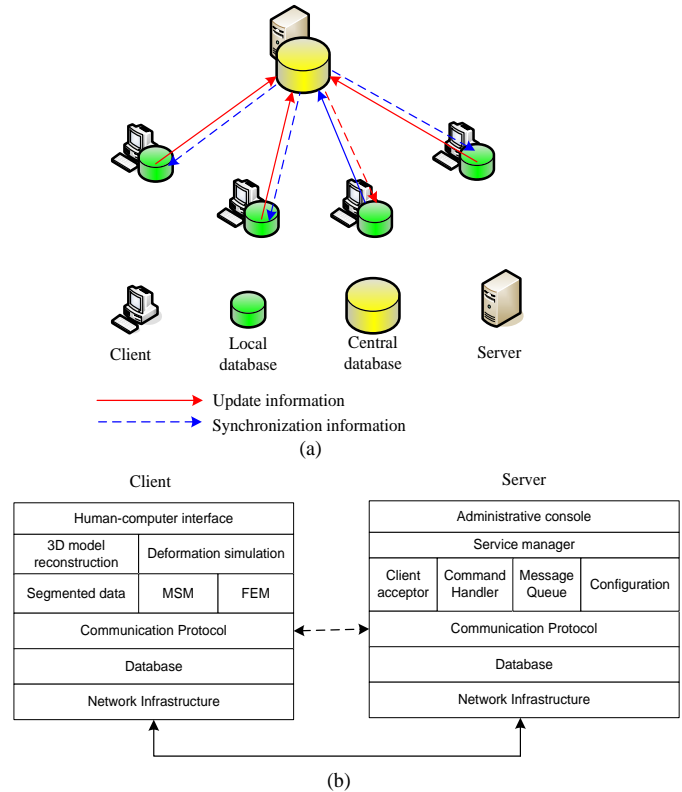 Client
Local
database
Central
database
Server
Update information
Synchronization information
(a)
Client
Server
Human-computer interface
3D model
reconstruction
Deformation simulation
Segmented data
MSM
FEM
Communication Protocol
Database
Network Infrastructure
Administrative console
Service manager
Client
acceptor
Command
Handler
Message
Queue
Configuration
Communication Protocol
Database
Network Infrastructure
(b)